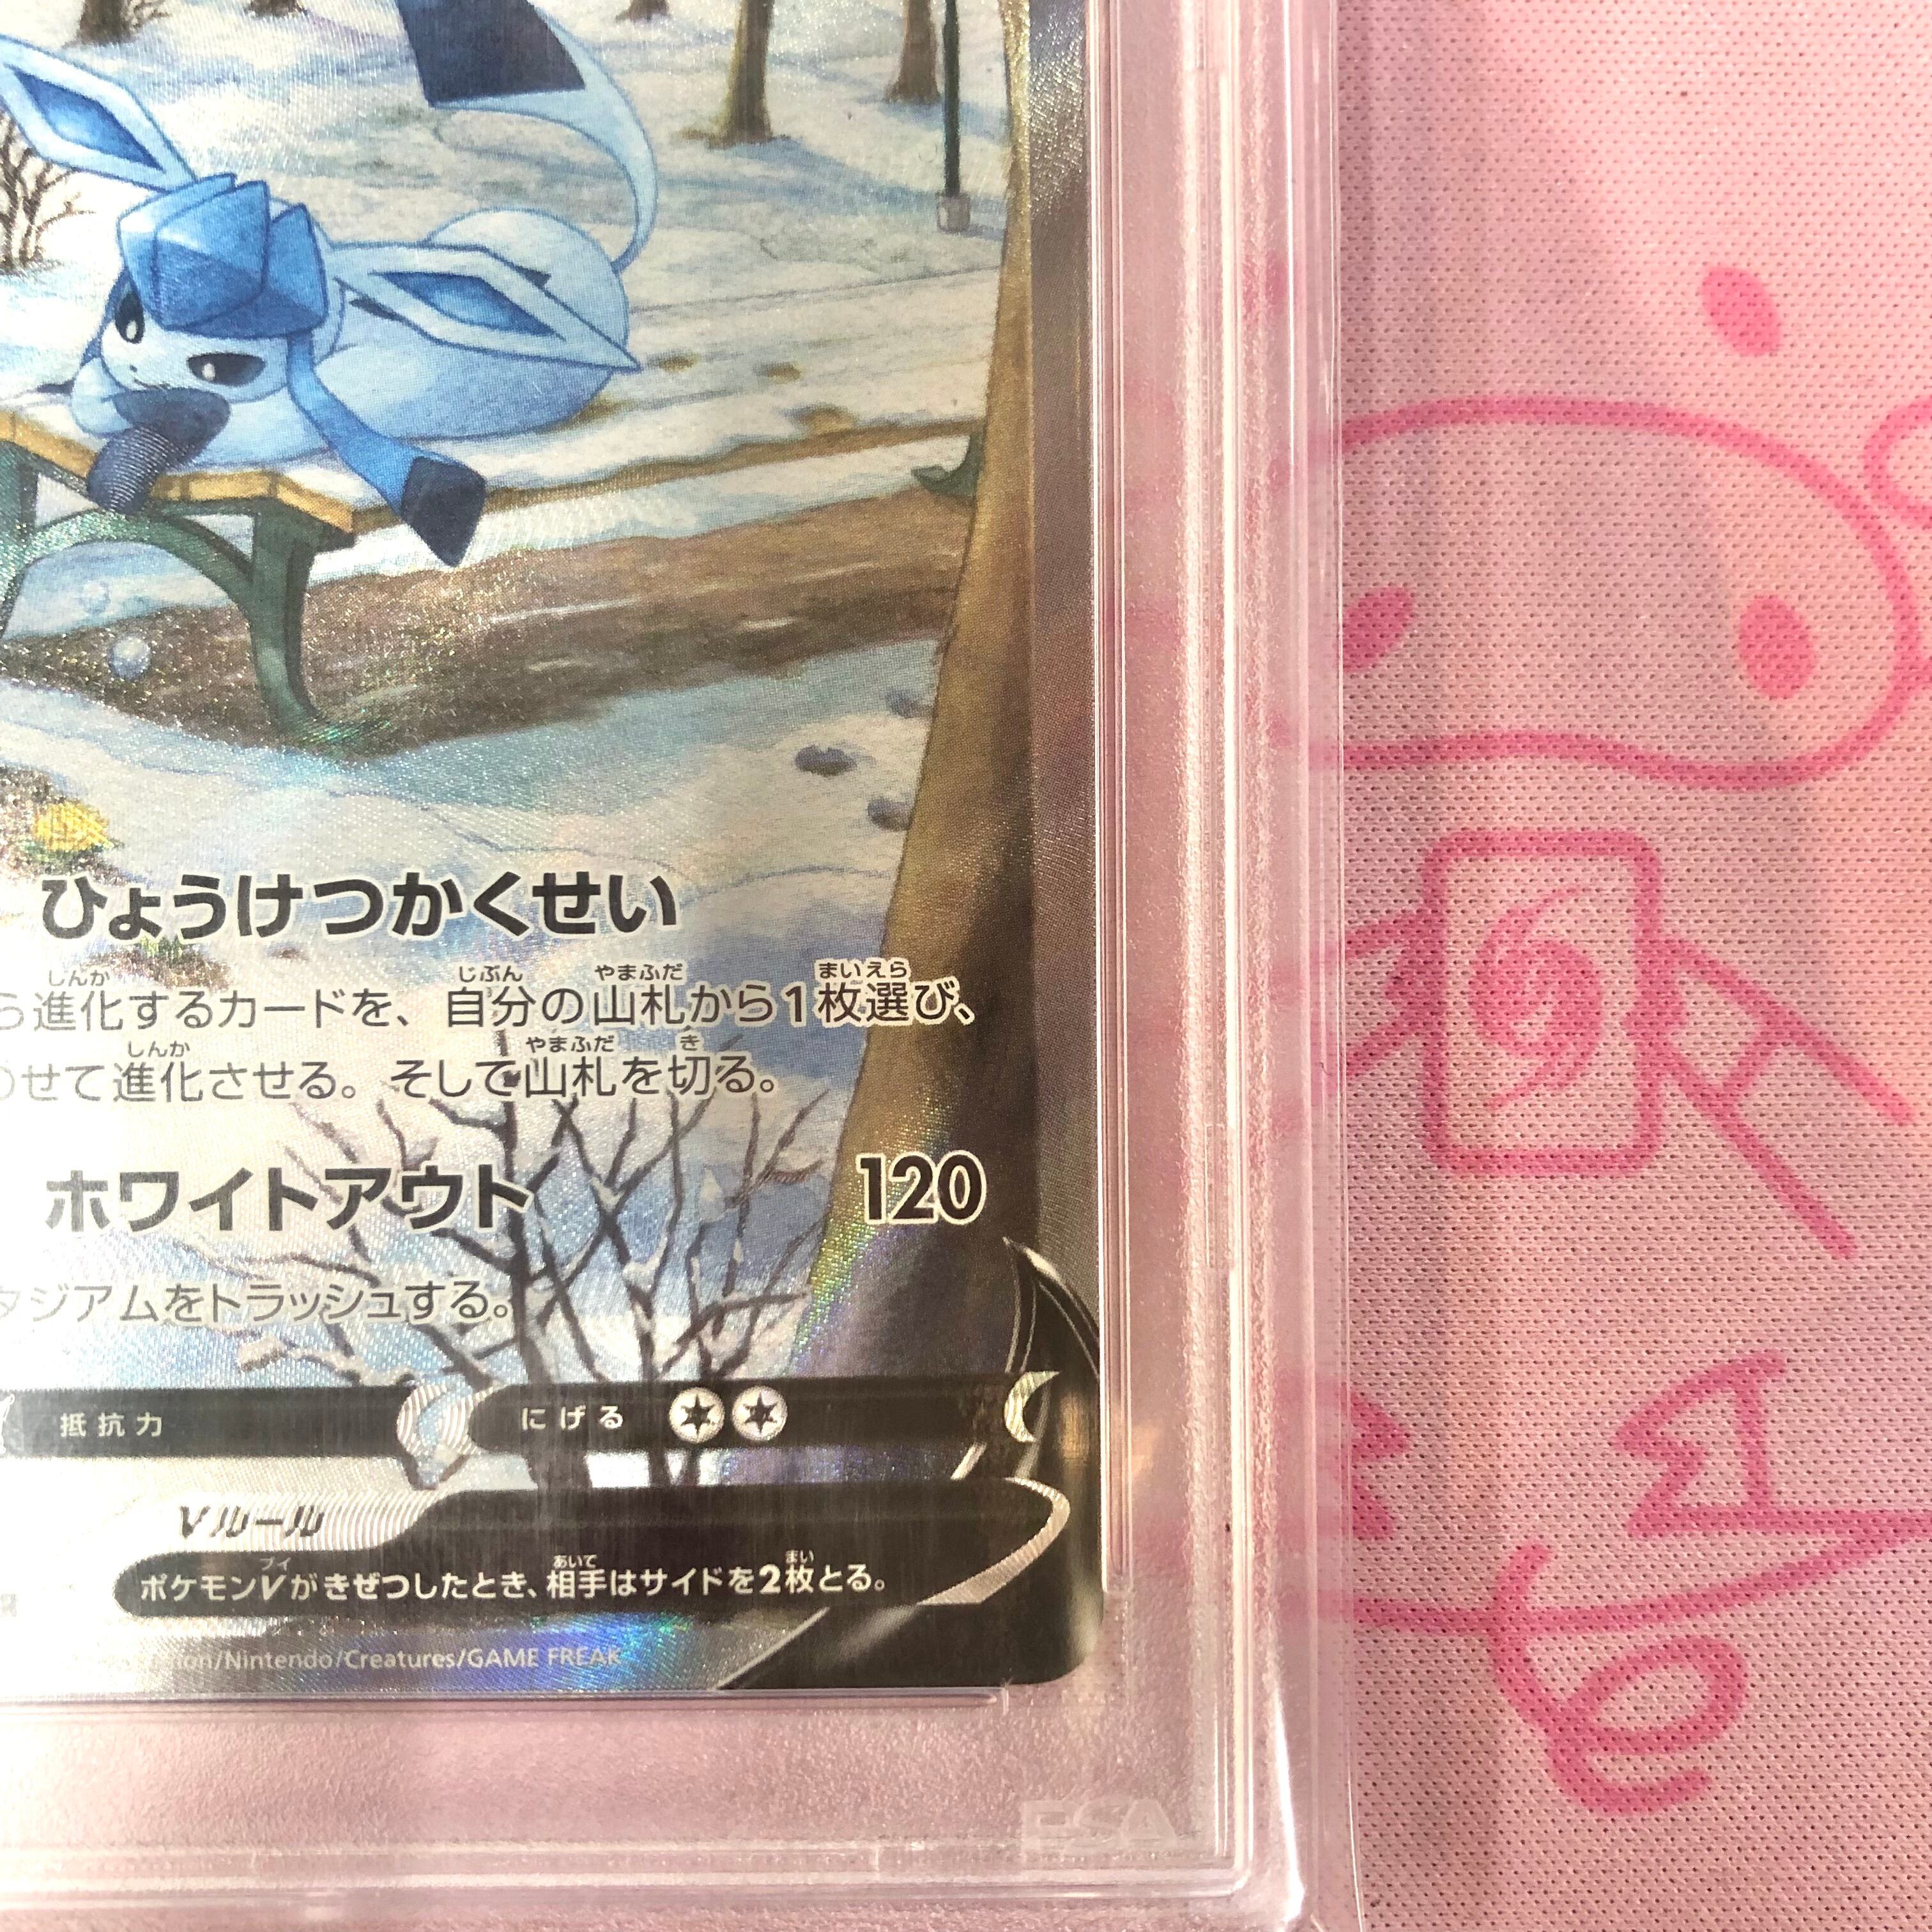 ひょうけつかくせい
しんか じぶん やまふだ まいえら
ら進化するカードを、自分の山札から1枚選び、
しんか やまふだ き
せて進化させる。そして山札を切る。
ホワイトアウト 120
タジアムをトラッシュする。
抵抗力 にげる
Vルール
ブイ あいて まい
ポケモンVがきぜつしたとき、相手はサイドを2枚とる。
on/Nintendo/Creatures/GAME FREAK
PSA